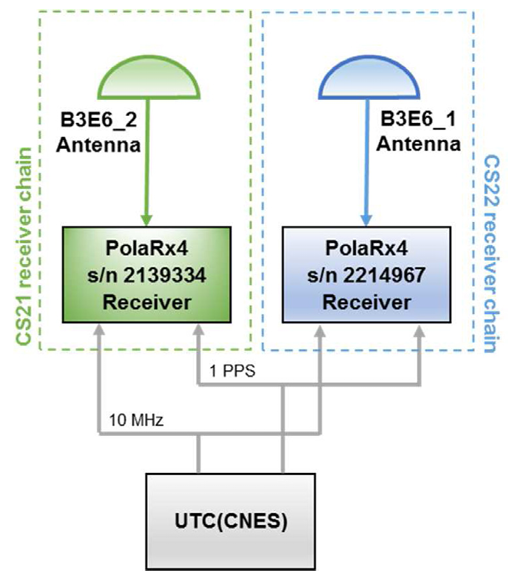 B3E6_2
Antenna
B3E6_1
Antenna
CS21 receiver chain
CS22 receiver chain
PolaRx4
s/n 2139334
Receiver
PolaRx4
s/n 2214967
Receiver
1 PPS
10 MHz
UTC(CNES)